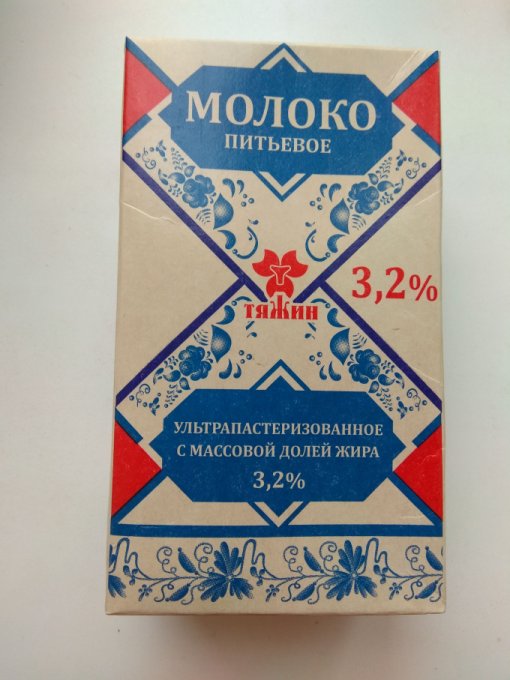 МОЛОКО
ПИТЬЕВОЕ
3,2%
ТЯЖИН
УЛЬТРАПАСТЕРИЗОВАННОЕ
С МАССОВОЙ ДОЛЕЙ ЖИРА
3,2%